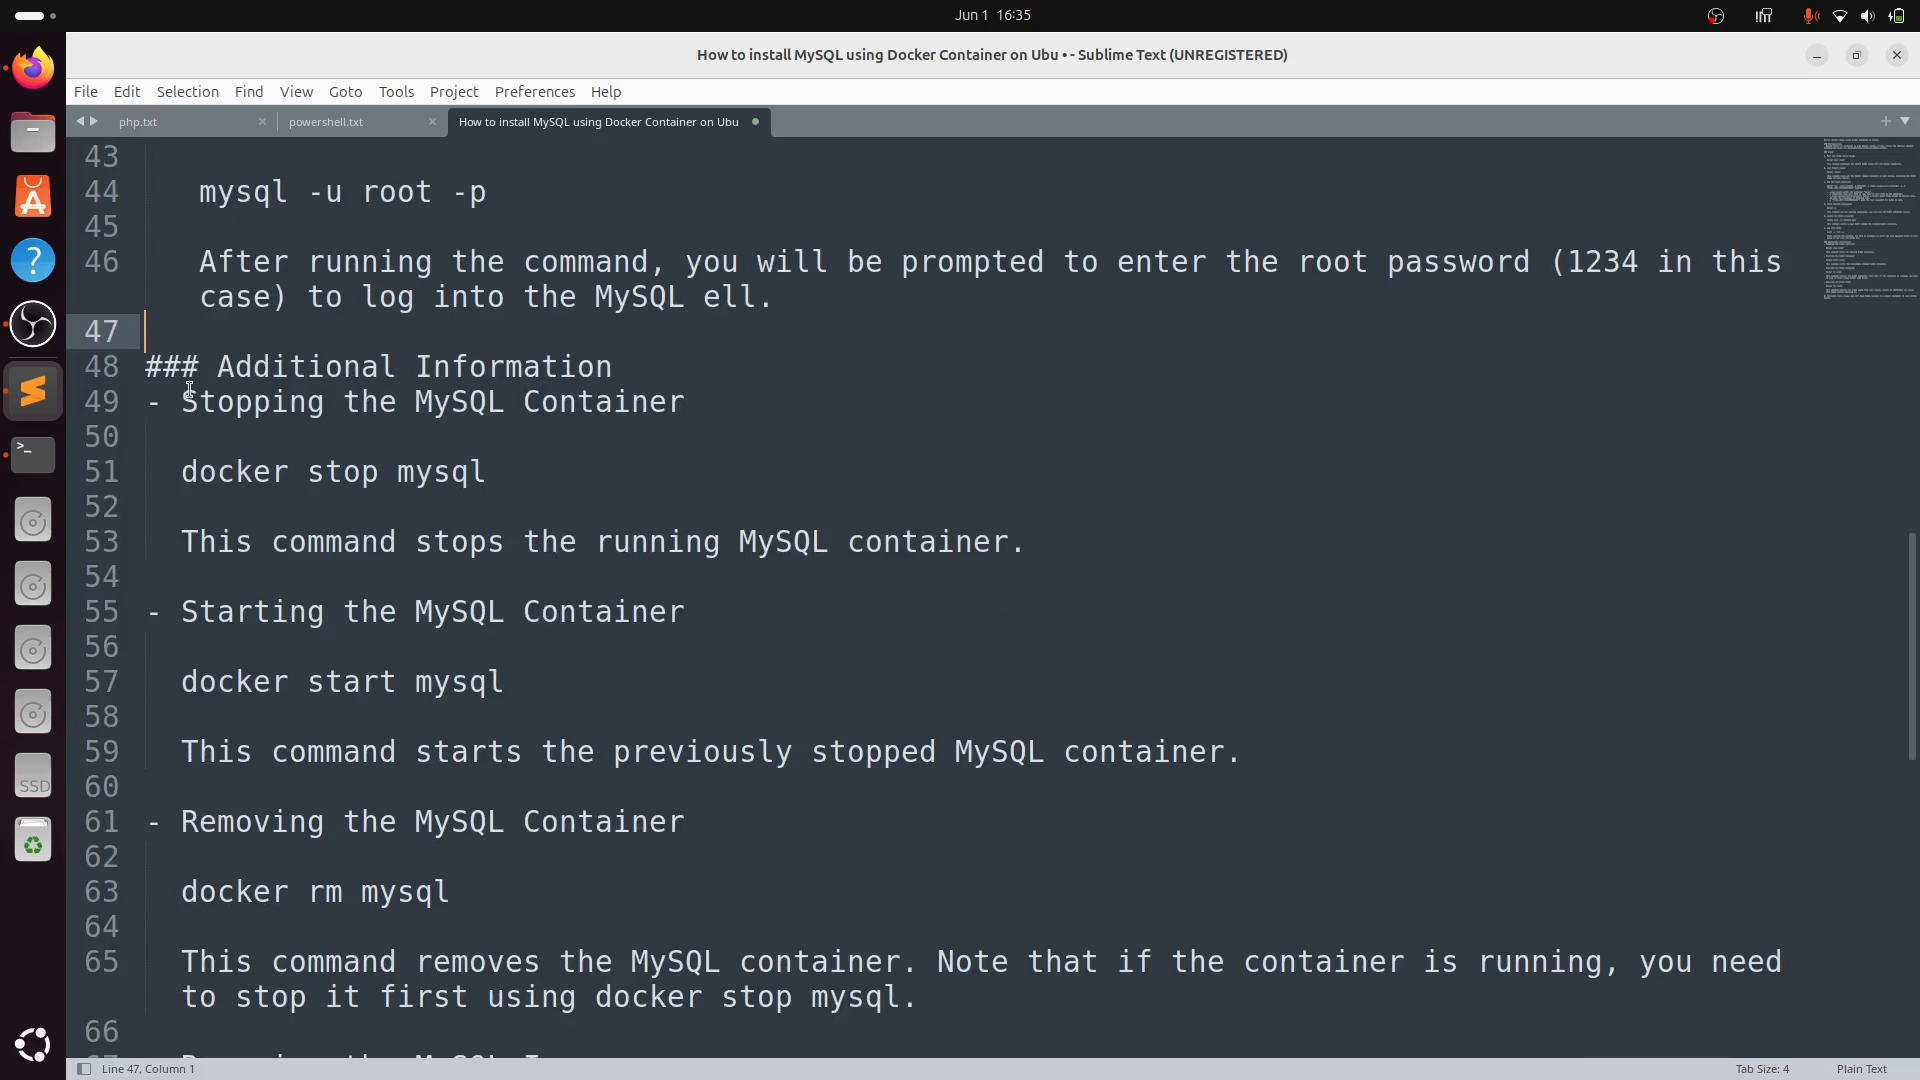 Jun 1 16:35
How to install MySQL using Docker Container on Ubu • - Sublime Text (UNREGISTERED)
File Edit Selection Find View Goto Tools Project Preferences Help
php.txt powershell.txt How to install MySQL using Docker Container on Ubu
43
44 mysql -u root -p
45
46 After running the command, you will be prompted to enter the root password (1234 in this
case) to log into the MySQL ell.
47
48 ### Additional Information
49 - Stopping the MySQL Container
50
51 docker stop mysql
52
53 This command stops the running MySQL container.
54
55 - Starting the MySQL Container
56
57 docker start mysql
58
59 This command starts the previously stopped MySQL container.
60
61 - Removing the MySQL Container
62
63 docker rm mysql
64
65 This command removes the MySQL container. Note that if the container is running, you need
to stop it first using docker stop mysql.
66
SSD
Line 47, Column 1 Tab Size: 4 Plain Text